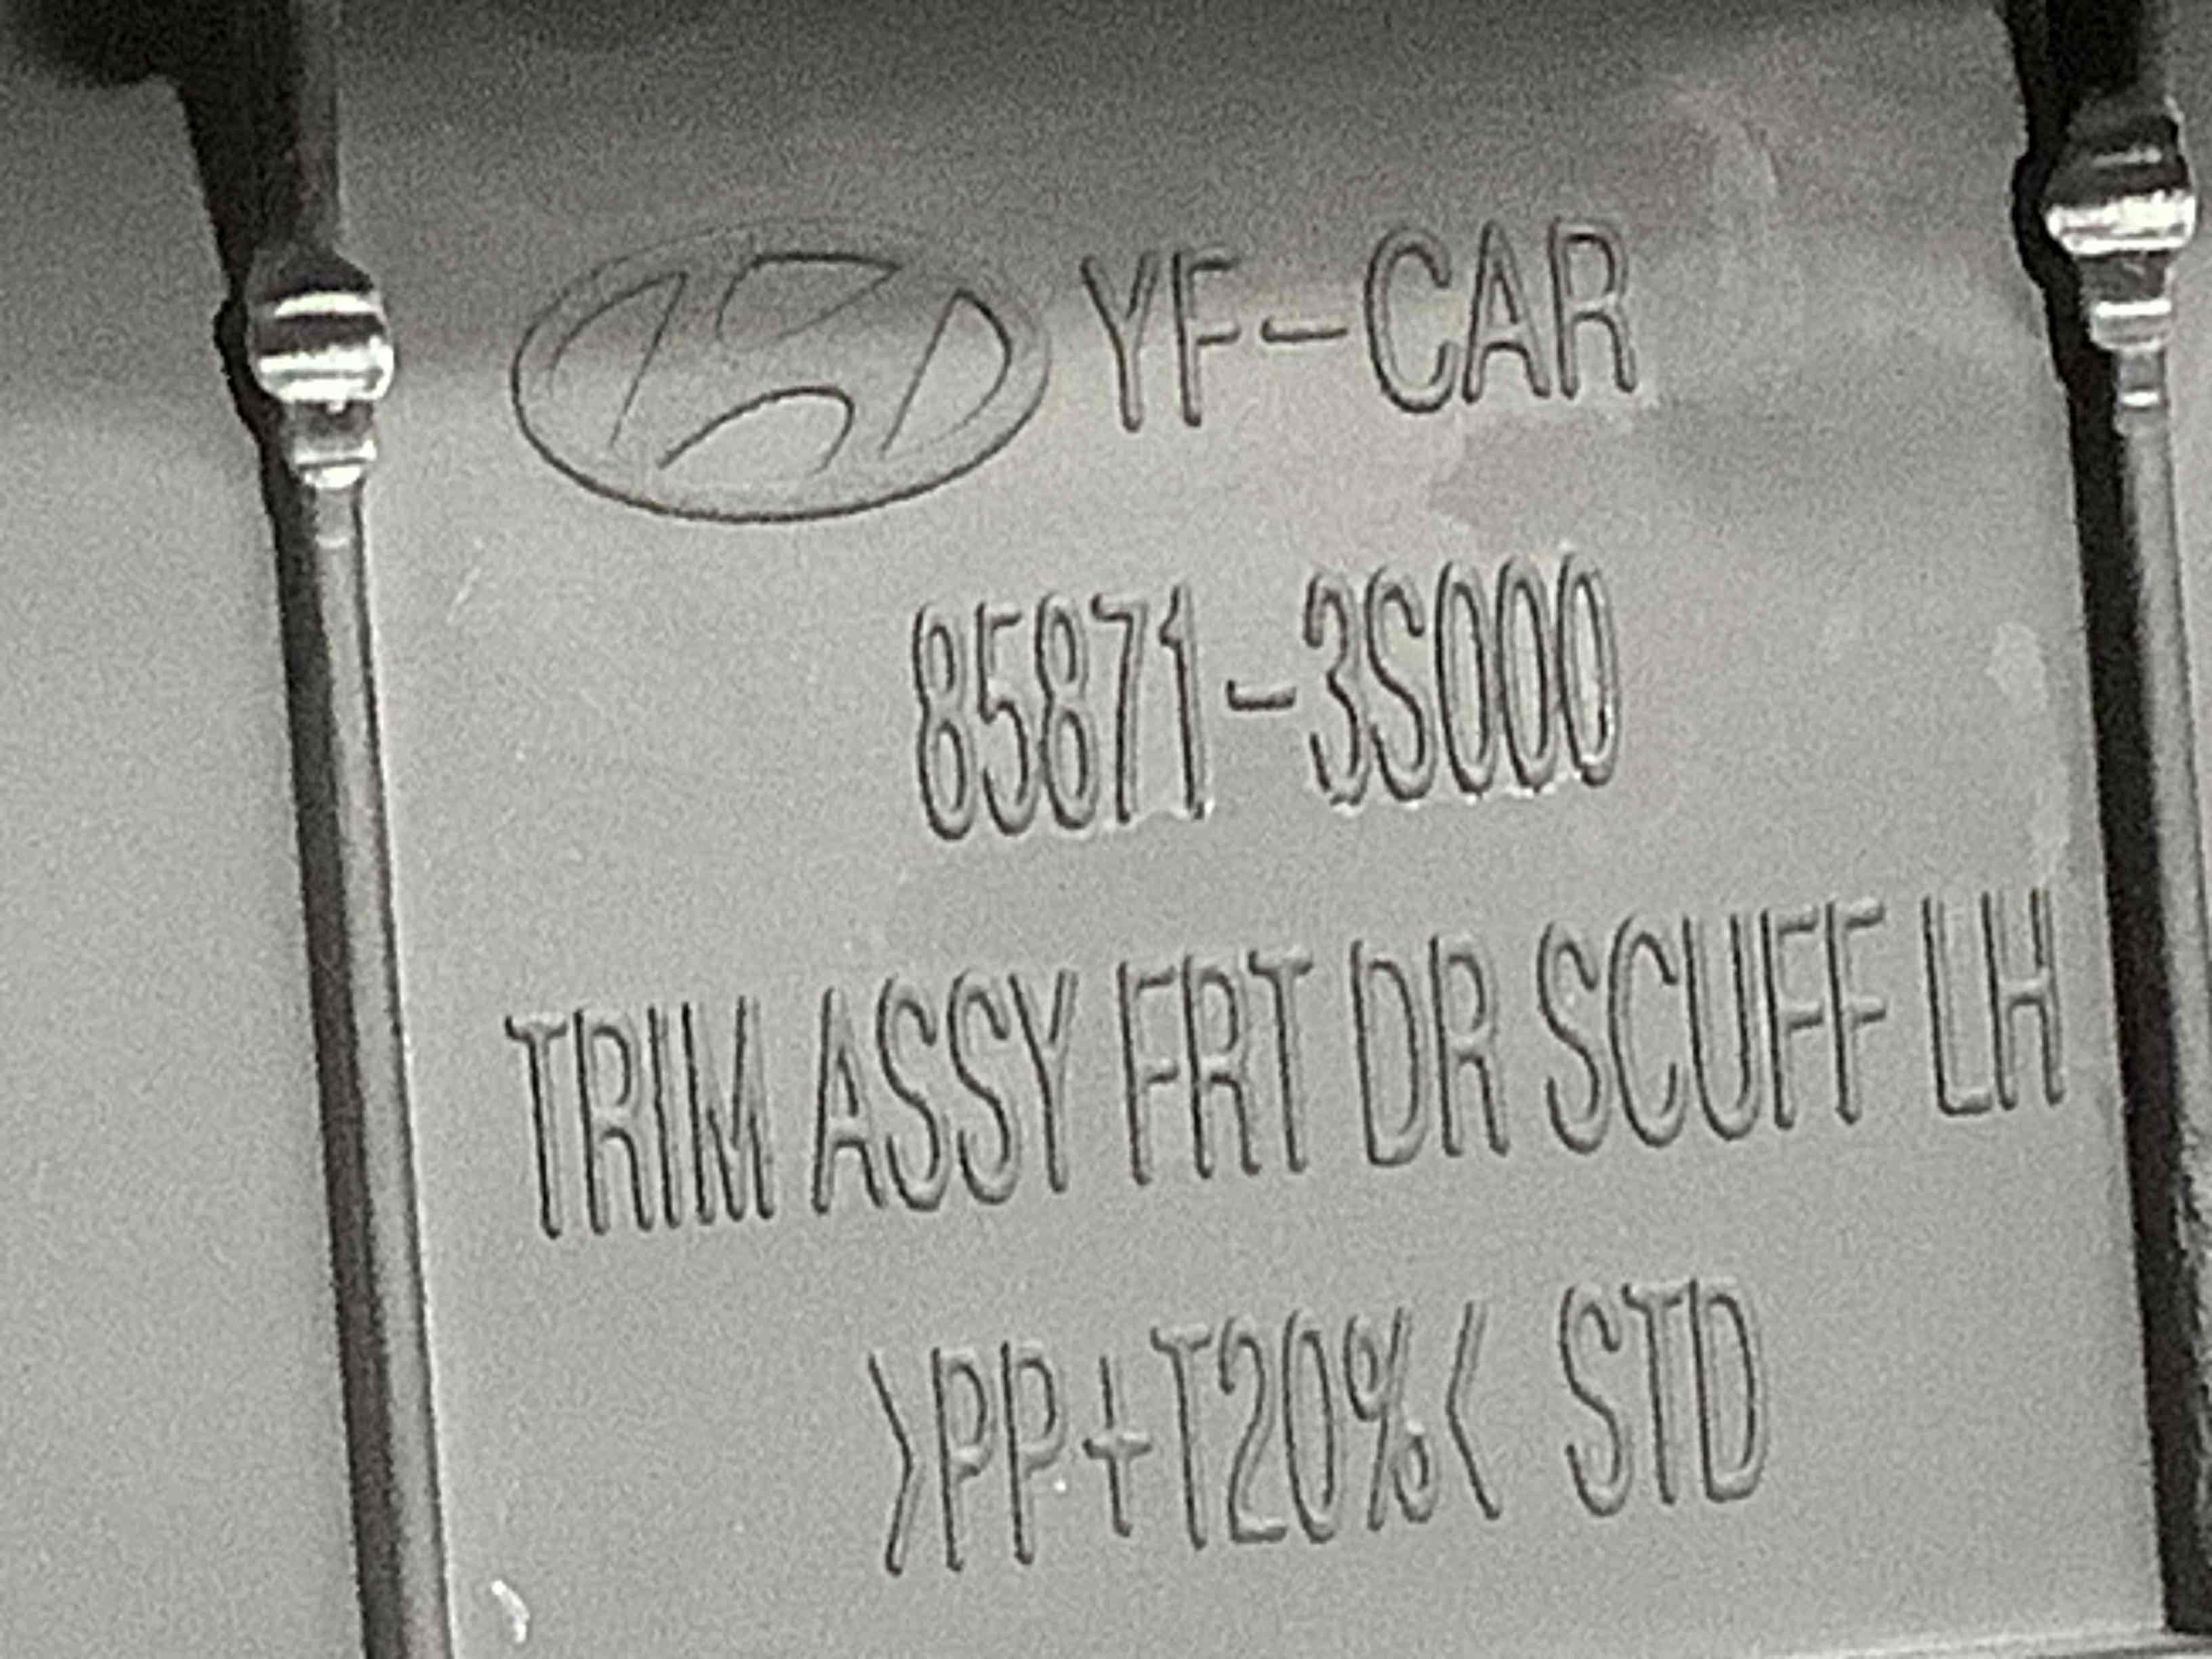 YF-CAR
85871-3S000
TRIM ASSY FRT DR SCUFF LH
>PP+T20%< STD